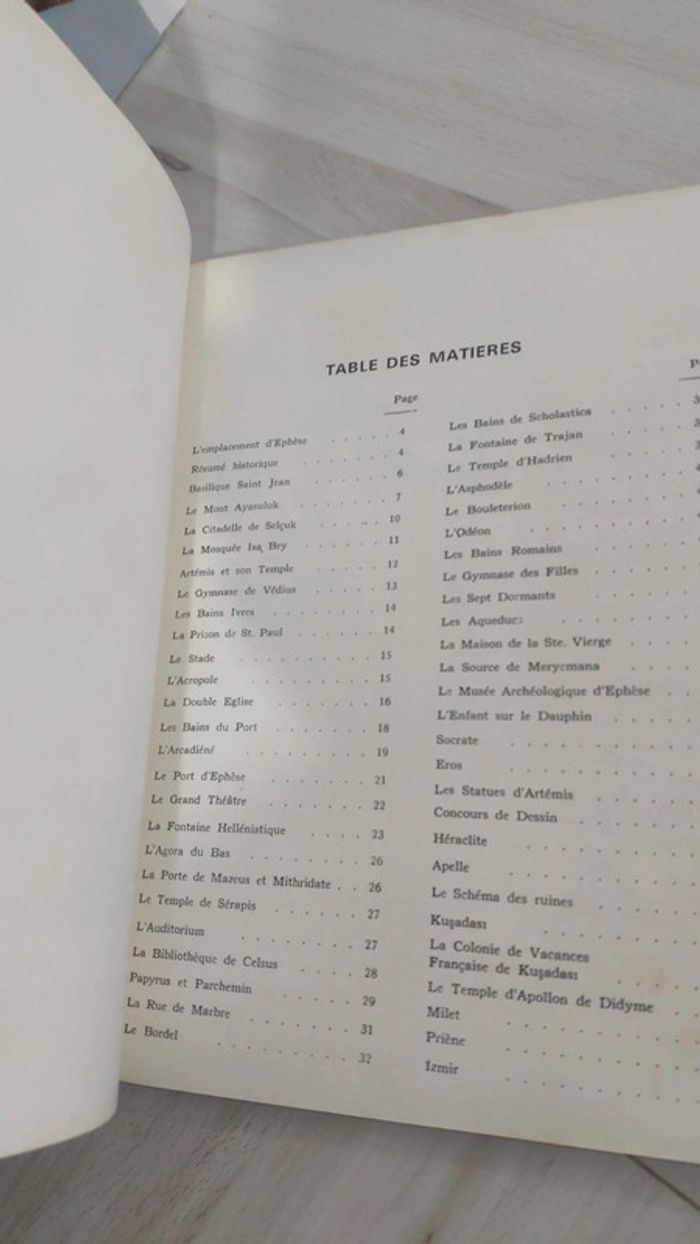 TABLE DES MATIERES
Page
L'emplacement d'Ephèse . . . . . 4
Résumé historique . . . . . . . 4
Basilique Saint Jean . . . . . . 6
Le Mont Ayasuluk . . . . . . . 7
La Citadelle de Selçuk . . . . . 10
La Mosquée Isa Bey . . . . . . 11
Artémis et son Temple . . . . . 12
Le Gymnase de Védius . . . . . 13
Les Bains Ivres . . . . . . . . 14
La Prison de St. Paul . . . . . . 14
Le Stade . . . . . . . . . 15
L'Acropole . . . . . . . . . 15
La Double Eglise . . . . . . . 16
Les Bains du Port . . . . . . . 18
L'Arcadiéné . . . . . . . . . 19
Le Port d'Ephèse . . . . . . . 21
Le Grand Théâtre . . . . . . . 22
La Fontaine Hellénistique . . . . 23
L'Agora du Bas . . . . . . . . 26
La Porte de Mazeus et Mithridate . . 26
Le Temple de Sérapis . . . . . . 27
L'Auditorium . . . . . . . . 27
La Bibliothèque de Celsus . . . . 28
Papyrus et Parchemin . . . . . 29
La Rue de Marbre . . . . . . . 31
Le Bordel . . . . . . . . . 32
Les Bains de Scholastica . . . . .
La Fontaine de Trajan . . . . .
Le Temple d'Hadrien . . . . . .
L'Asphodèle . . . . . . . .
Le Bouleterion . . . . . . .
L'Odéon . . . . . . . .
Les Bains Romains . . . . . .
Le Gymnase des Filles . . . . . .
Les Sept Dormants . . . . . .
Les Aqueducs . . . . . . .
La Maison de la Ste. Vierge . . . .
La Source de Meryemana . . . .
Le Musée Archéologique d'Ephèse . .
L'Enfant sur le Dauphin . . . . .
Socrate . . . . . . . . .
Eros . . . . . . . . .
Les Statues d'Artémis . . . . . .
Concours de Dessin . . . . . .
Héraclite . . . . . . . .
Apelle . . . . . . . . .
Le Schéma des ruines . . . . . .
Kuşadası . . . . . . . .
La Colonie de Vacances
Française de Kuşadası . . . . .
Le Temple d'Apollon de Didyme . .
Milet . . . . . . . . .
Priène . . . . . . . . .
İzmir . . . . . . . . .